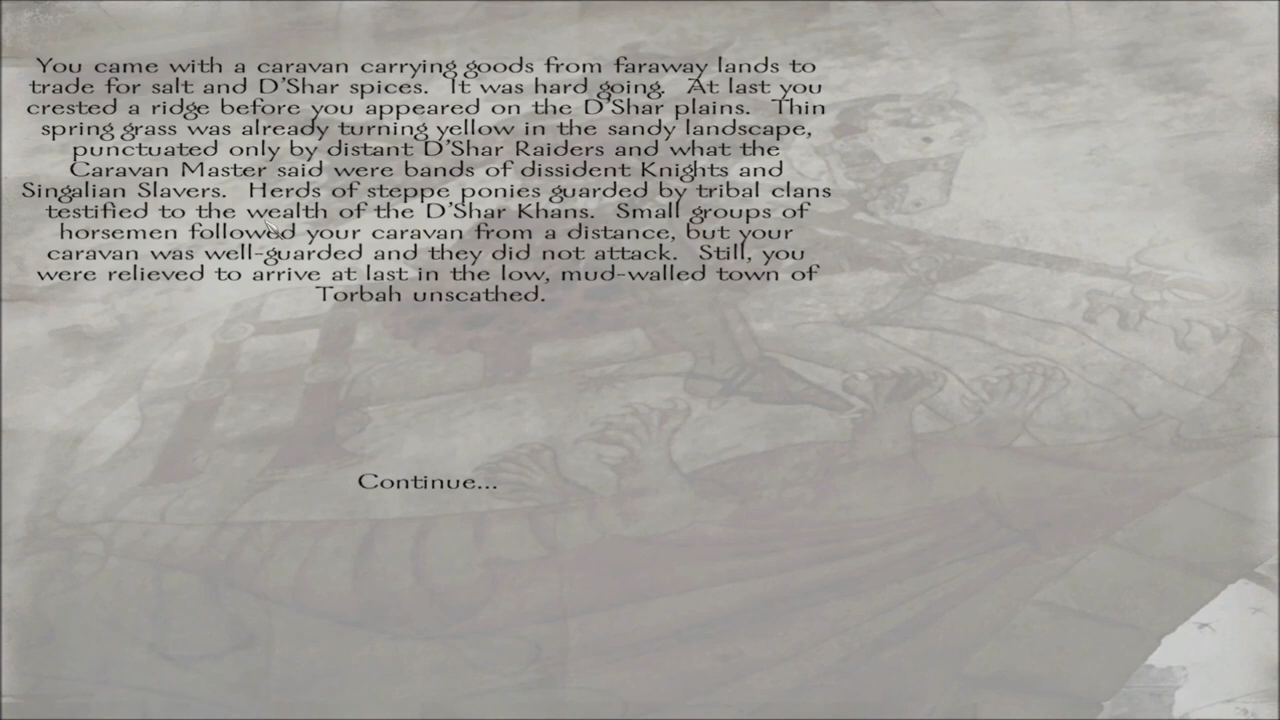 You came with a caravan carrying goods from faraway lands to
trade for salt and D'Shar spices.  It was hard going.  At last you
crested a ridge before you appeared on the D'Shar plains.  Thin
spring grass was already turning yellow in the sandy landscape,
punctuated only by distant D'Shar Raiders and what the
Caravan Master said were bands of dissident Knights and
Singalian Slavers.  Herds of steppe ponies guarded by tribal clans
testified to the wealth of the D'Shar Khans.  Small groups of
horsemen followed your caravan from a distance, but your
caravan was well-guarded and they did not attack.  Still, you
were relieved to arrive at last in the low, mud-walled town of
Torbah unscathed.
Continue...